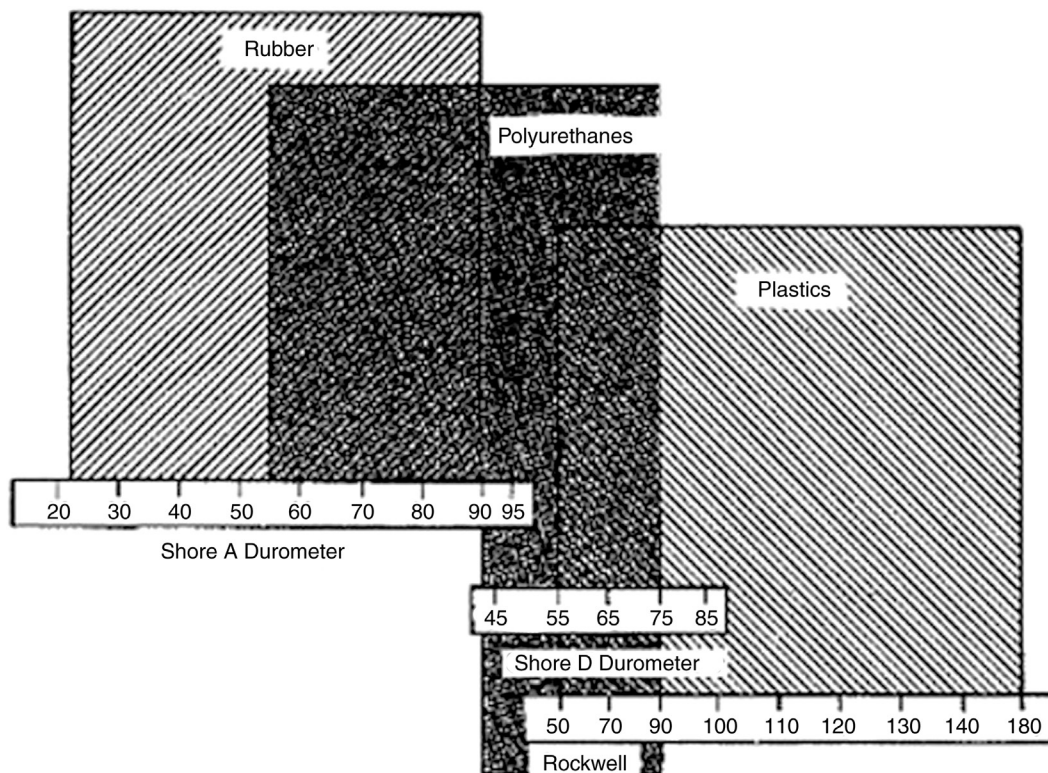 Rubber
Polyurethanes
Plastics
20 30 40 50 60 70 80 90 95
Shore A Durometer
45 55 65 75 85
Shore D Durometer
50 70 90 100 110 120 130 140 180
Rockwell